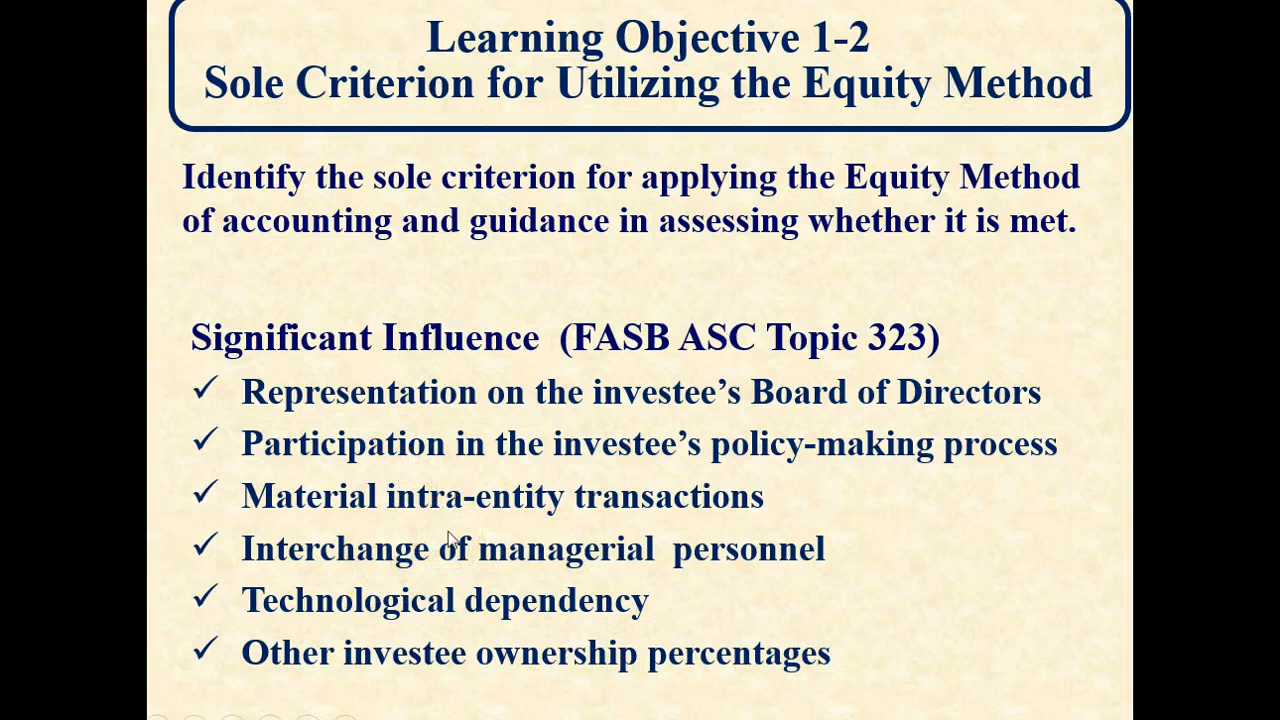 Learning Objective 1-2
Sole Criterion for Utilizing the Equity Method
Identify the sole criterion for applying the Equity Method
of accounting and guidance in assessing whether it is met.
Significant Influence (FASB ASC Topic 323)
✓ Representation on the investee’s Board of Directors
✓ Participation in the investee’s policy-making process
✓ Material intra-entity transactions
✓ Interchange of managerial personnel
✓ Technological dependency
✓ Other investee ownership percentages